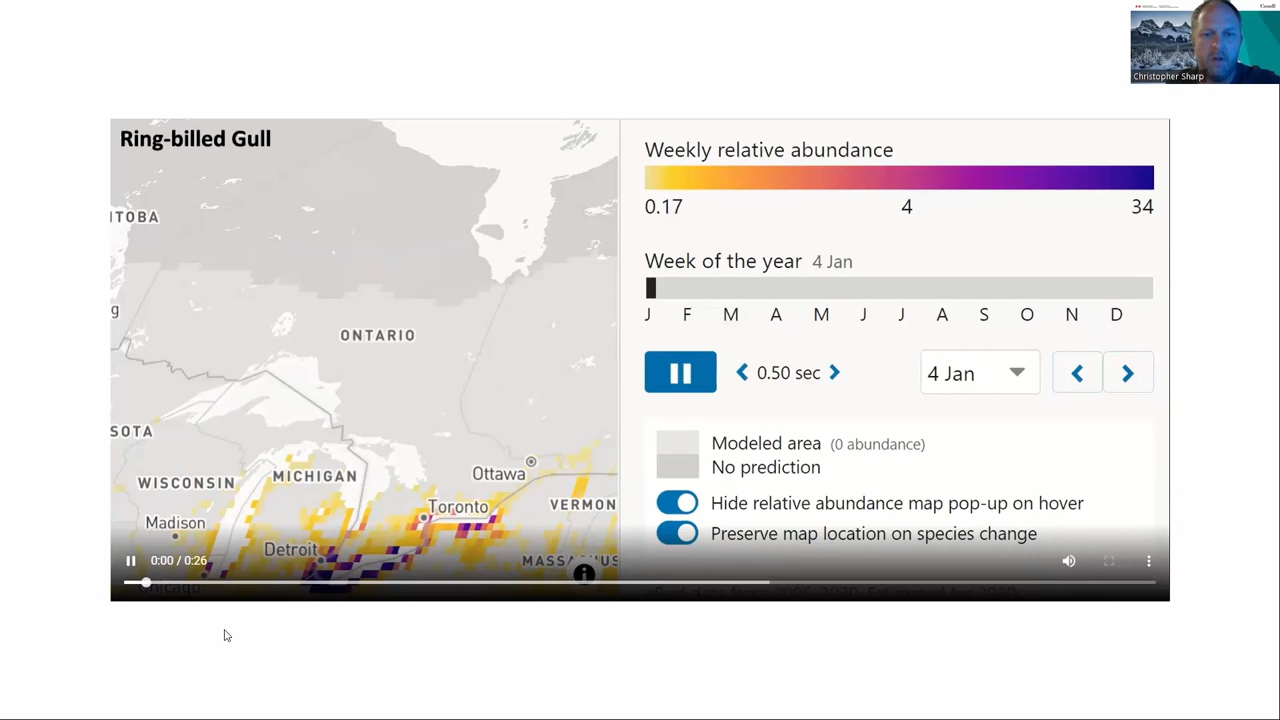 Canada
Christopher Sharp
Ring-billed Gull
ITOBA
g
ONTARIO
SOTA
WISCONSIN
MICHIGAN
Ottawa
Madison
Toronto
VERMON
Detroit
Chicago
Weekly relative abundance
0.17 4 34
Week of the year 4 Jan
J F M A M J J A S O N D
0.50 sec
4 Jan
Modeled area (0 abundance)
No prediction
Hide relative abundance map pop-up on hover
Preserve map location on species change
0:00 / 0:26